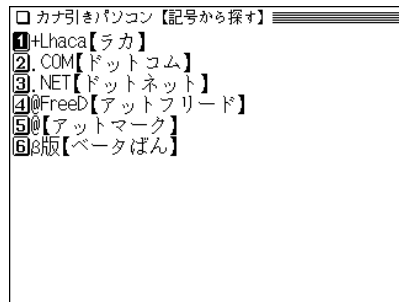 □ カナ引きパソコン【記号から探す】
1+Lhaca【ラカ】
2.COM【ドットコム】
3.NET【ドットネット】
4@FreeD【アットフリード】
5@【アットマーク】
6β版【ベータばん】